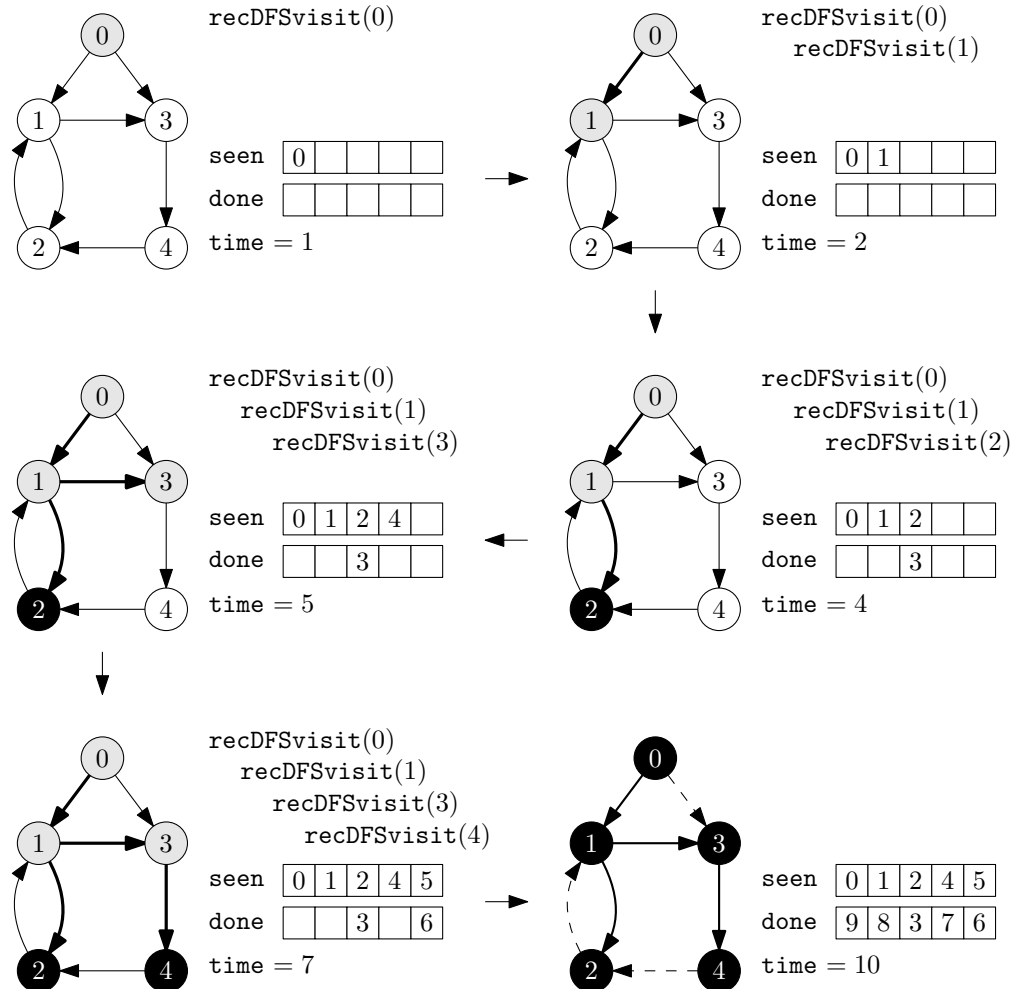 recDFSvisit(0)
0
1 3
seen 0
done
2 4
time = 1
recDFSvisit(0)
recDFSvisit(1)
0
1 3
seen 0 1
done
2 4
time = 2
recDFSvisit(0)
recDFSvisit(1)
recDFSvisit(3)
0
1 3
seen 0 1 2 4
done 3
2 4
time = 5
recDFSvisit(0)
recDFSvisit(1)
recDFSvisit(2)
0
1 3
seen 0 1 2
done 3
2 4
time = 4
recDFSvisit(0)
recDFSvisit(1)
recDFSvisit(3)
recDFSvisit(4)
0
1 3
seen 0 1 2 4 5
done 3 6
2 4
time = 7
0
1 3
seen 0 1 2 4 5
done 9 8 3 7 6
2 4
time = 10